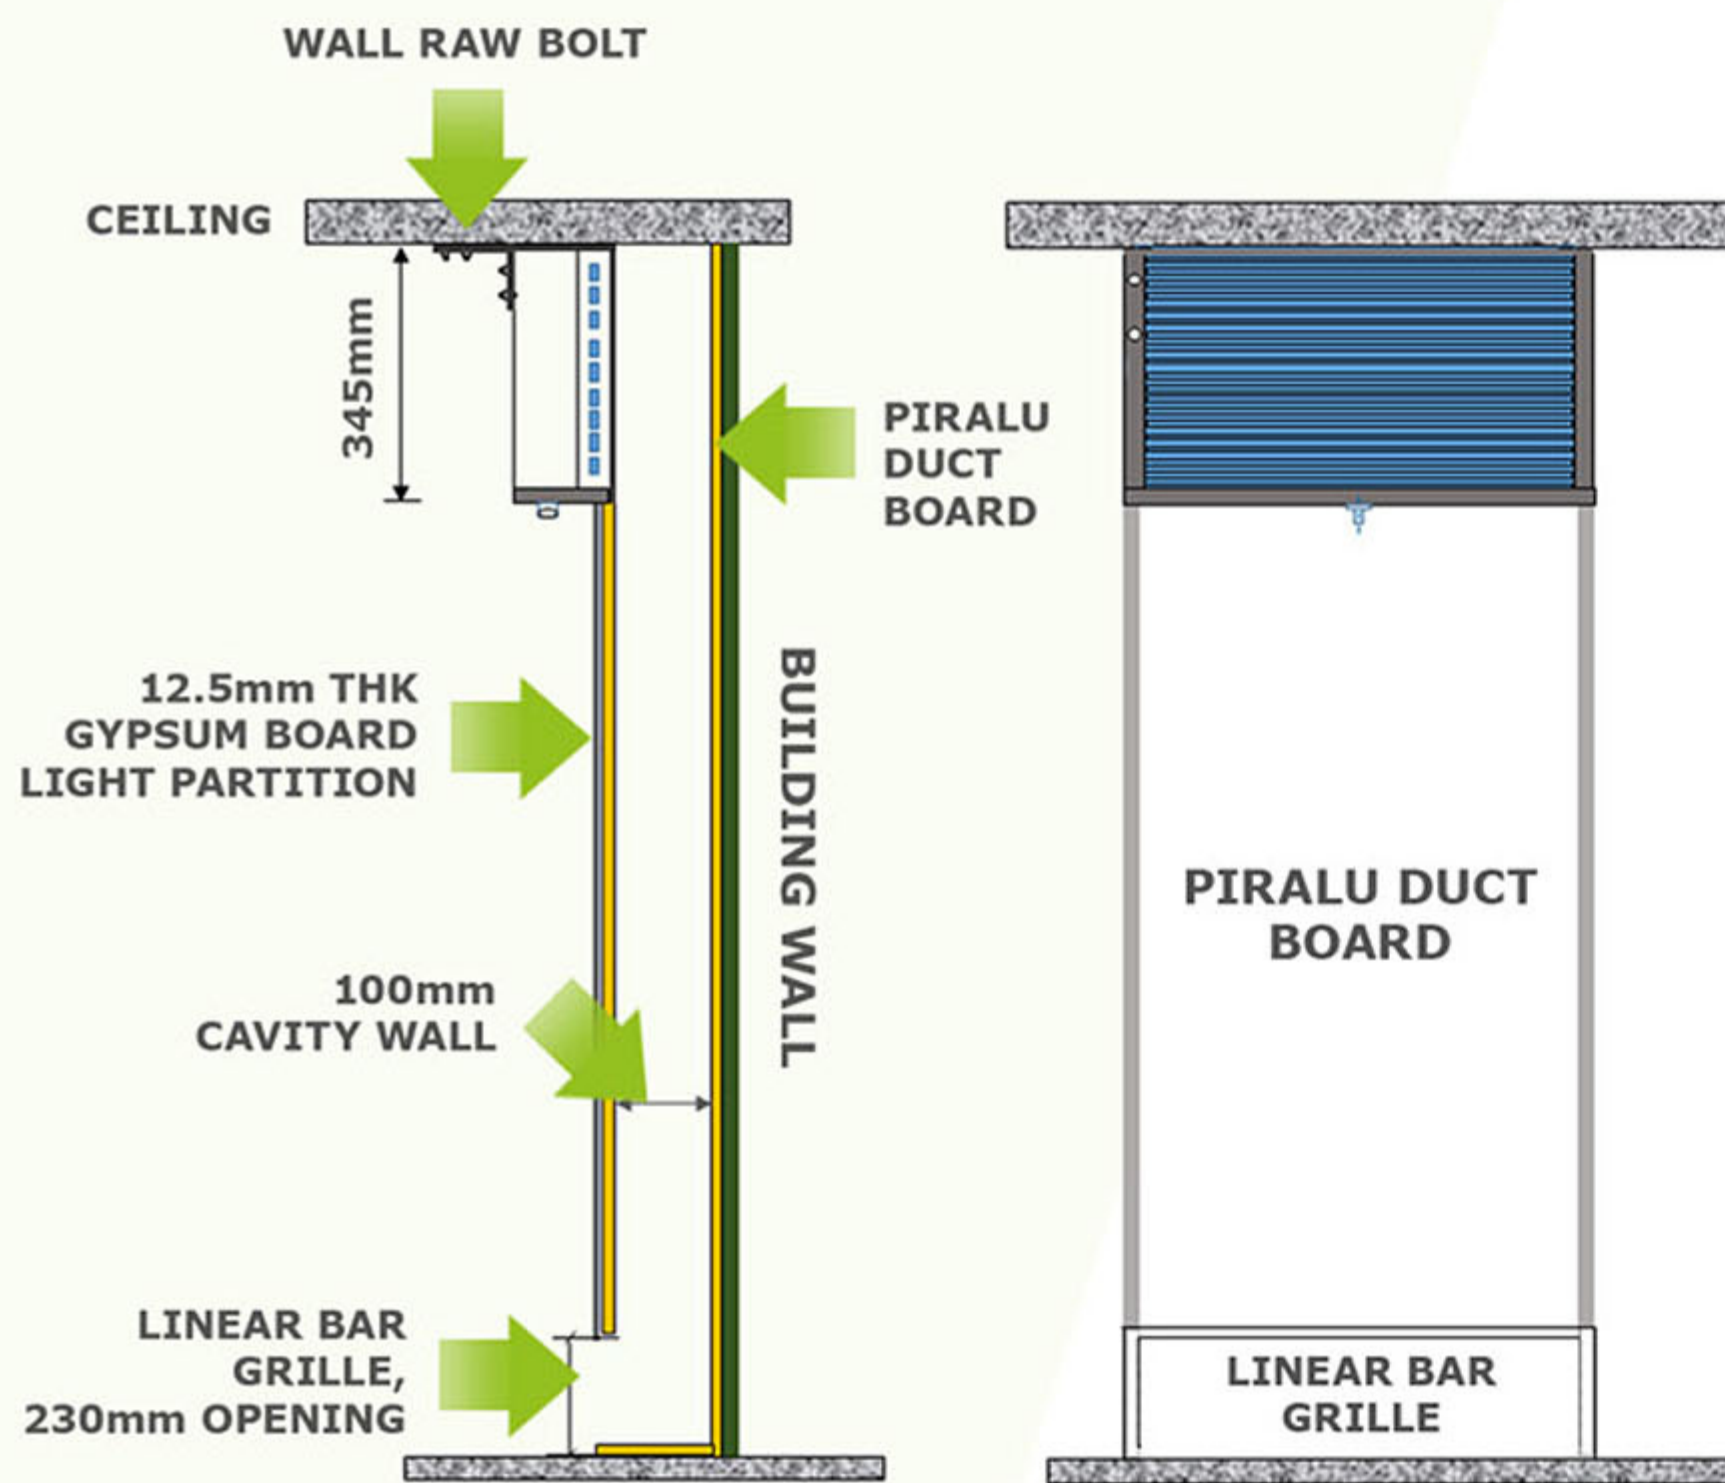 WALL RAW BOLT
CEILING
345mm
PIRALU
DUCT
BOARD
12.5mm THK
GYPSUM BOARD
LIGHT PARTITION
BUILDING WALL
100mm
CAVITY WALL
LINEAR BAR
GRILLE,
230mm OPENING
PIRALU DUCT
BOARD
LINEAR BAR
GRILLE